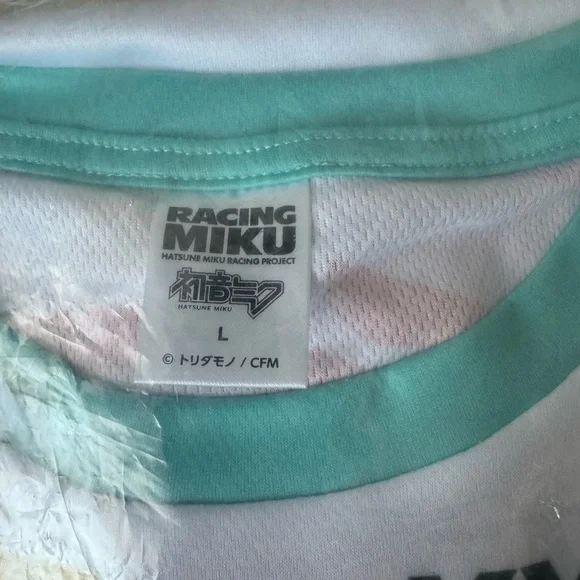 RACING
MIKU
HATSUNE MIKU RACING PROJECT
初音ミク
HATSUNE MIKU
L
© トリダモノ / CFM